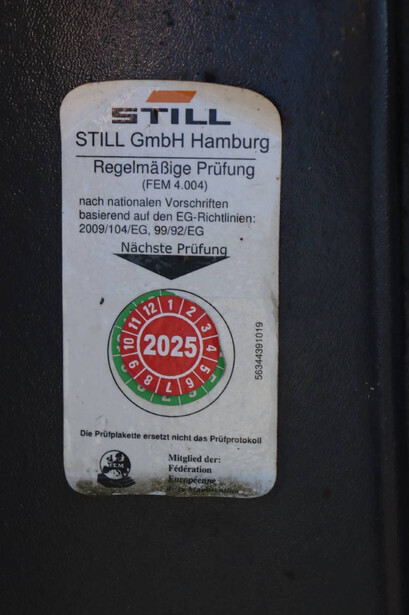 STILL
STILL GmbH Hamburg
Regelmäßige Prüfung
(FEM 4.004)
nach nationalen Vorschriften
basierend auf den EG-Richtlinien:
2009/104/EG, 99/92/EG
Nächste Prüfung
12 1 2 3 4 5 6 7 8 9 10 11
2025
56344391019
Die Prüfplakette ersetzt nicht das Prüfprotokoll
FEM
Mitglied der:
Fédération
Européenne